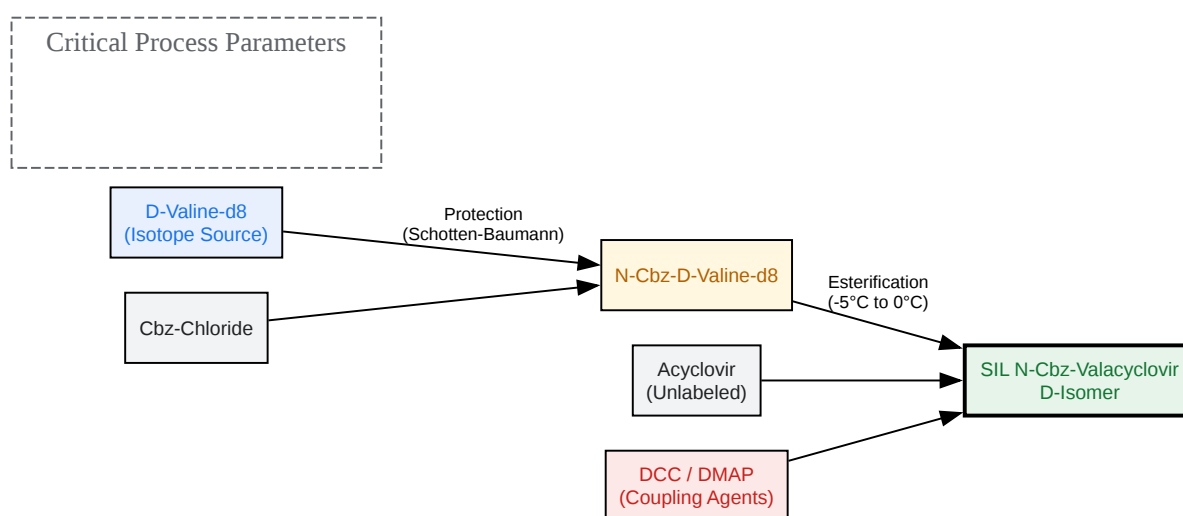 Critical Process Parameters
D-Valine-d8
(Isotope Source)
Protection
(Schotten-Baumann)
Cbz-Chloride
N-Cbz-D-Valine-d8
Esterification
(-5°C to 0°C)
Acyclovir
(Unlabeled)
SIL N-Cbz-Valacyclovir
D-Isomer
DCC / DMAP
(Coupling Agents)